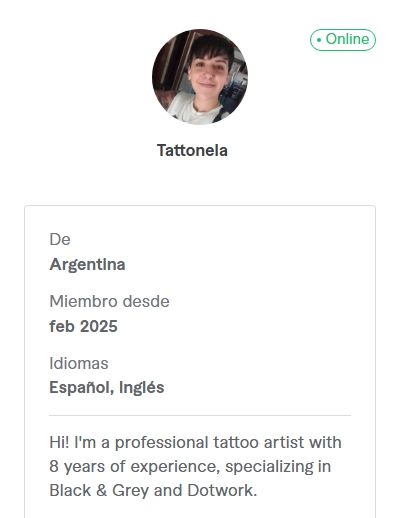 • Online
Tattonela
De
Argentina
Miembro desde
feb 2025
Idiomas
Español, Inglés
Hi! I'm a professional tattoo artist with
8 years of experience, specializing in
Black & Grey and Dotwork.